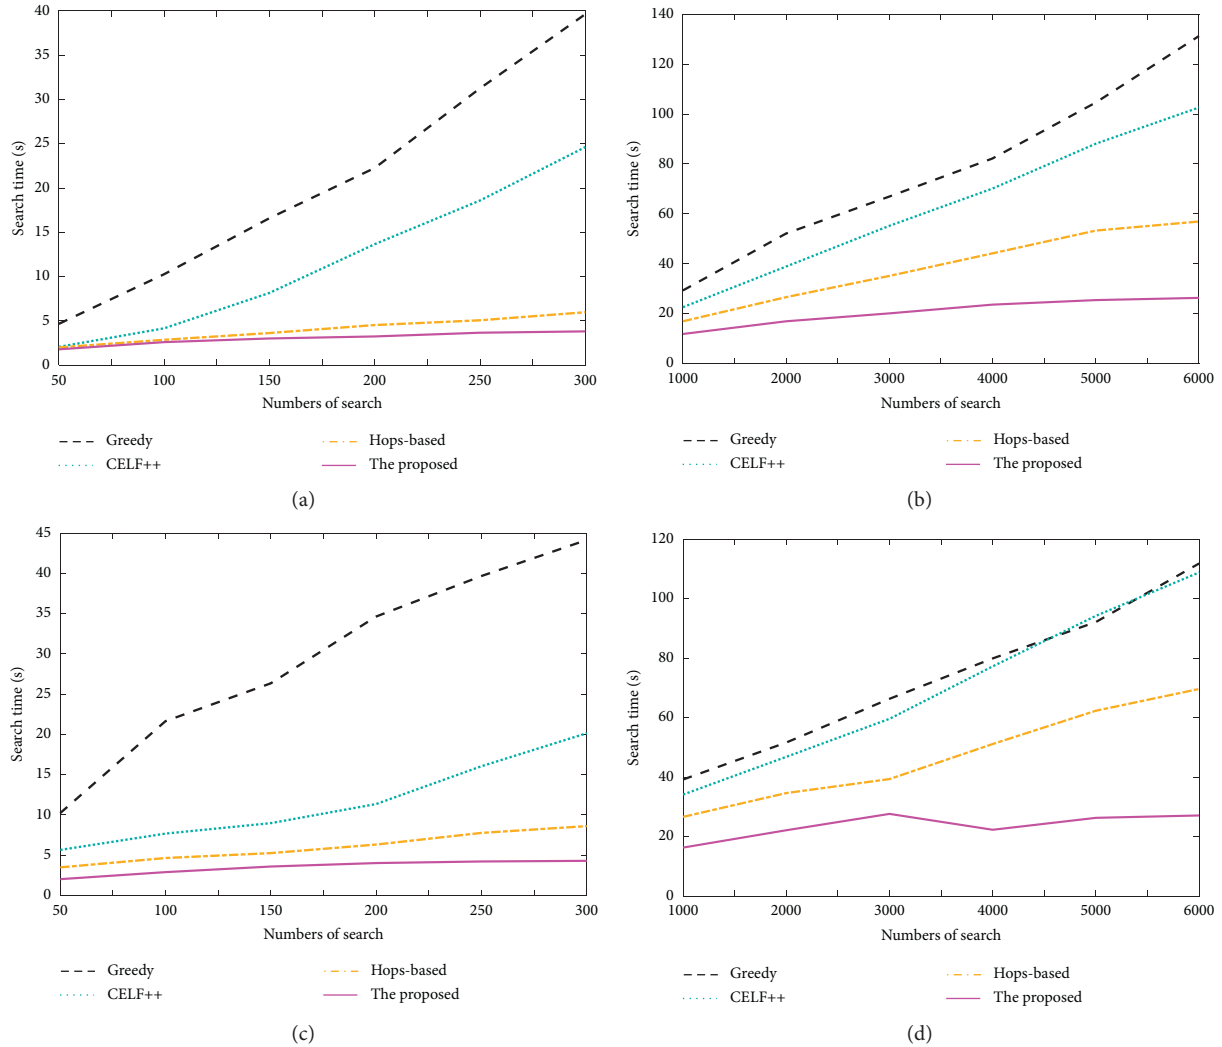 40
35
30
25
20
15
10
5
0
Search time (s)
50 100 150 200 250 300
Numbers of search
Greedy Hops-based
CELF++ The proposed
(a)
140
120
100
80
60
40
20
0
Search time (s)
1000 2000 3000 4000 5000 6000
Numbers of search
Greedy Hops-based
CELF++ The proposed
(b)
45
40
35
30
25
20
15
10
5
0
Search time (s)
50 100 150 200 250 300
Numbers of search
Greedy Hops-based
CELF++ The proposed
(c)
120
100
80
60
40
20
0
Search time (s)
1000 2000 3000 4000 5000 6000
Numbers of search
Greedy Hops-based
CELF++ The proposed
(d)